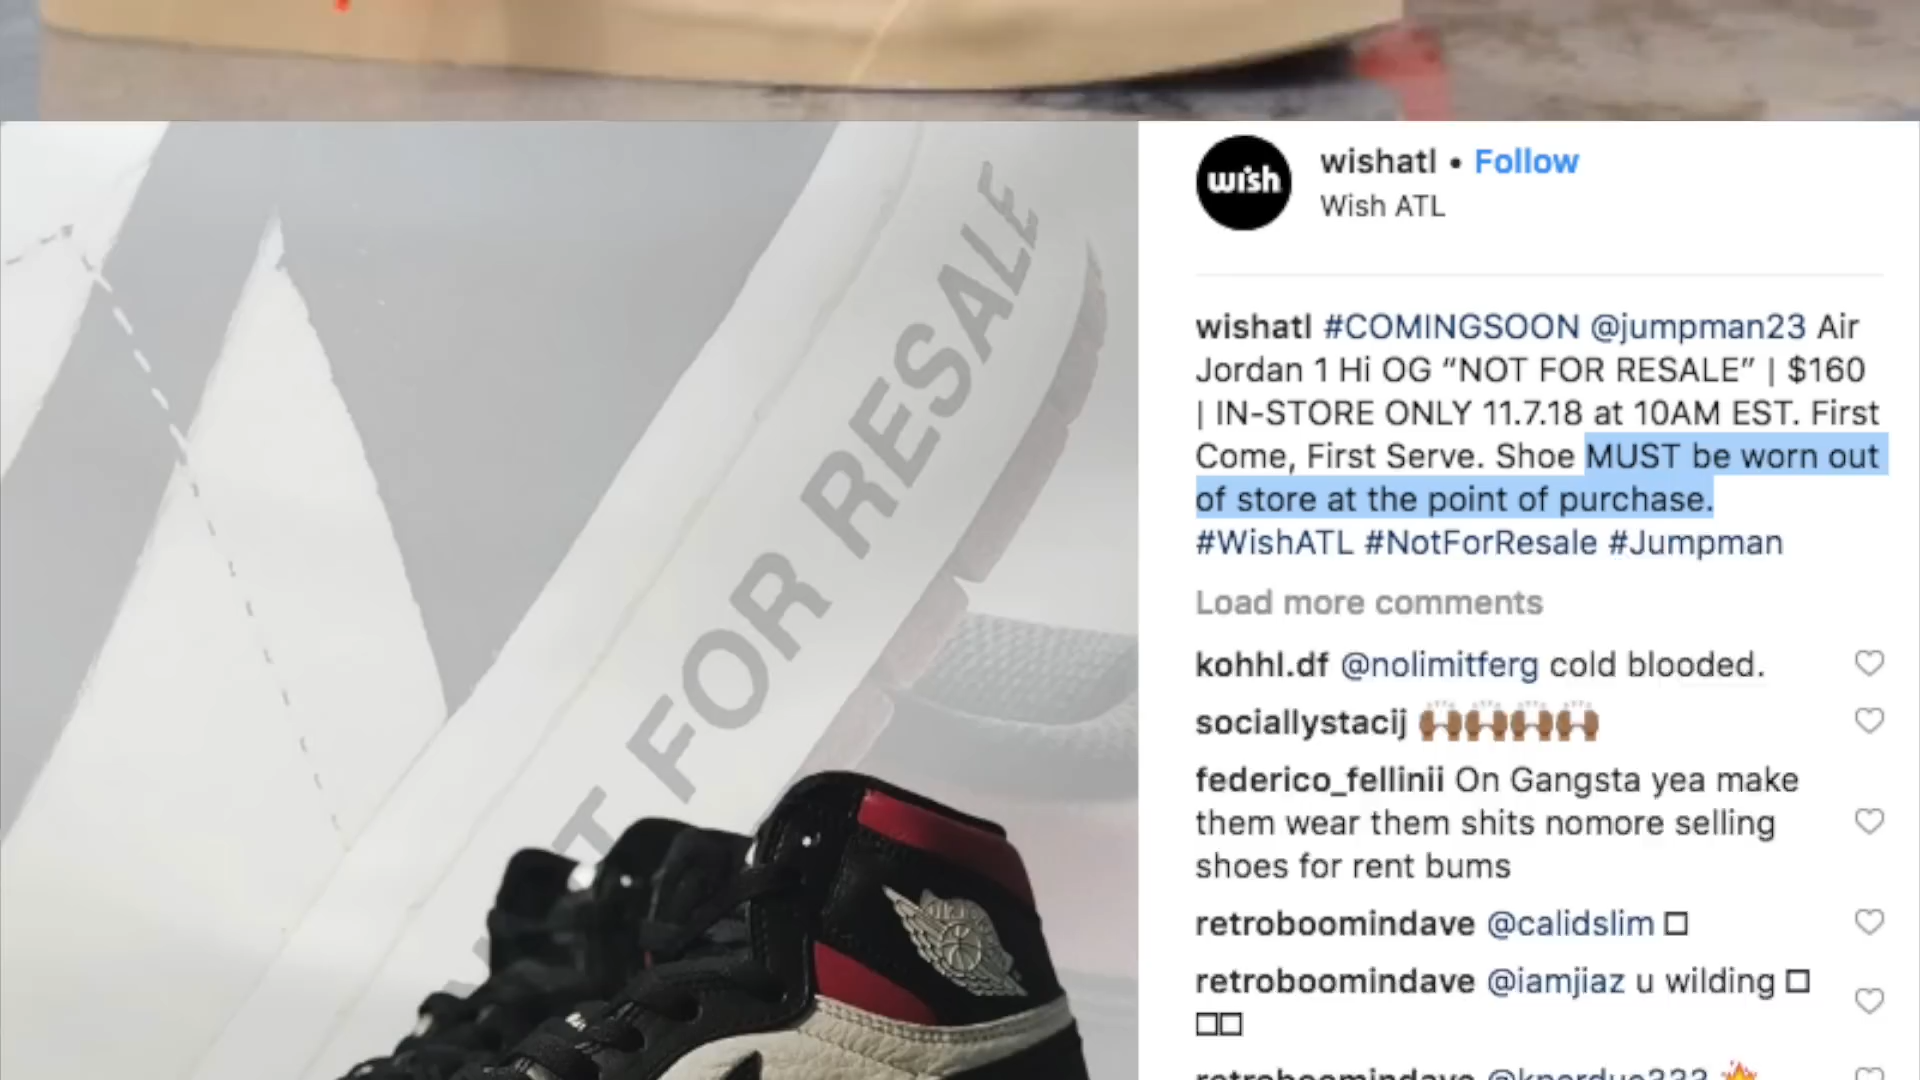 NOT FOR RESALE
wish
wishatl • Follow
Wish ATL
wishatl #COMINGSOON @jumpman23 Air
Jordan 1 Hi OG “NOT FOR RESALE” | $160
| IN-STORE ONLY 11.7.18 at 10AM EST. First
Come, First Serve. Shoe MUST be worn out
of store at the point of purchase.
#WishATL #NotForResale #Jumpman
Load more comments
kohhl.df @nolimitferg cold blooded.
sociallystacij 🙌🏾🙌🏾🙌🏾🙌🏾
federico_fellinii On Gangsta yea make
them wear them shits nomore selling
shoes for rent bums
retroboomindave @calidslim □
retroboomindave @iamjiaz u wilding □
□□
retroboomindave